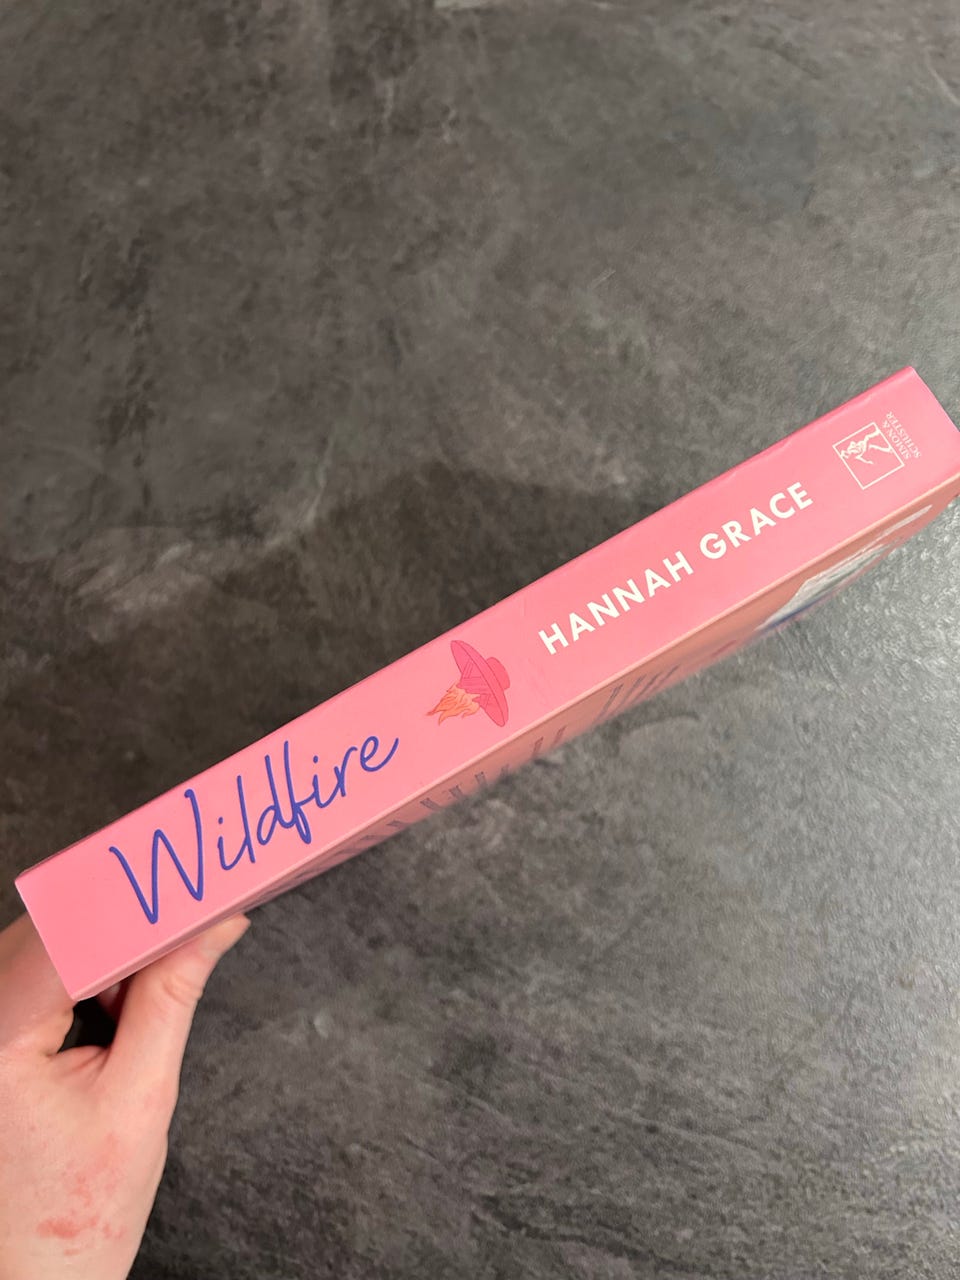 Wildfire
HANNAH GRACE
SIMON &
SCHUSTER